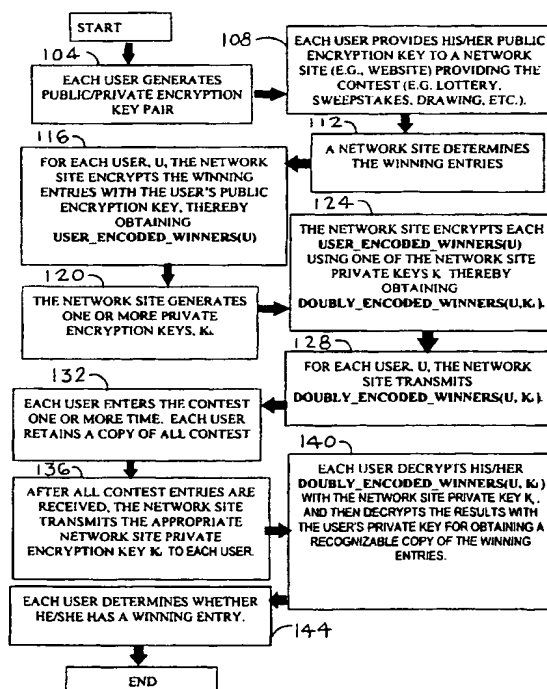 START
104
EACH USER GENERATES
PUBLIC/PRIVATE ENCRYPTION
KEY PAIR
108
EACH USER PROVIDES HIS/HER PUBLIC
ENCRYPTION KEY TO A NETWORK
SITE (E.G., WEBSITE) PROVIDING THE
CONTEST (E.G. LOTTERY,
SWEEPSTAKES, DRAWING, ETC.).
112
A NETWORK SITE DETERMINES
THE WINNING ENTRIES
116
FOR EACH USER, U, THE NETWORK
SITE ENCRYPTS THE WINNING
ENTRIES WITH THE USER'S PUBLIC
ENCRYPTION KEY, THEREBY
OBTAINING
USER_ENCODED_WINNERS(U)
120
THE NETWORK SITE GENERATES
ONE OR MORE PRIVATE
ENCRYPTION KEYS,
124
THE NETWORK SITE ENCRYPTS EACH
USER_ENCODED_WINNERS(U)
USING ONE OF THE NETWORK SITE
PRIVATE KEYS K THEREBY
OBTAINING
DOUBLY_ENCODED_WINNERS(U,K).
128
FOR EACH USER, U, THE NETWORK
SITE TRANSMITS
DOUBLY_ENCODED_WINNERS(U, K).
132
EACH USER ENTERS THE CONTEST
ONE OR MORE TIME. EACH USER
RETAINS A COPY OF ALL CONTEST
136
AFTER ALL CONTEST ENTRIES ARE
RECEIVED, THE NETWORK SITE
TRANSMITS THE APPROPRIATE
NETWORK SITE PRIVATE
ENCRYPTION KEY TO EACH USER.
140
EACH USER DECRYPTS HIS/HER
DOUBLY_ENCODED_WINNERS(U, K)
WITH THE NETWORK SITE PRIVATE KEY K,
AND THEN DECRYPTS THE RESULTS WITH
THE USER'S PRIVATE KEY FOR OBTAINING A
RECOGNIZABLE COPY OF THE WINNING
ENTRIES.
EACH USER DETERMINES WHETHER
HE/SHE HAS A WINNING ENTRY.
144
END